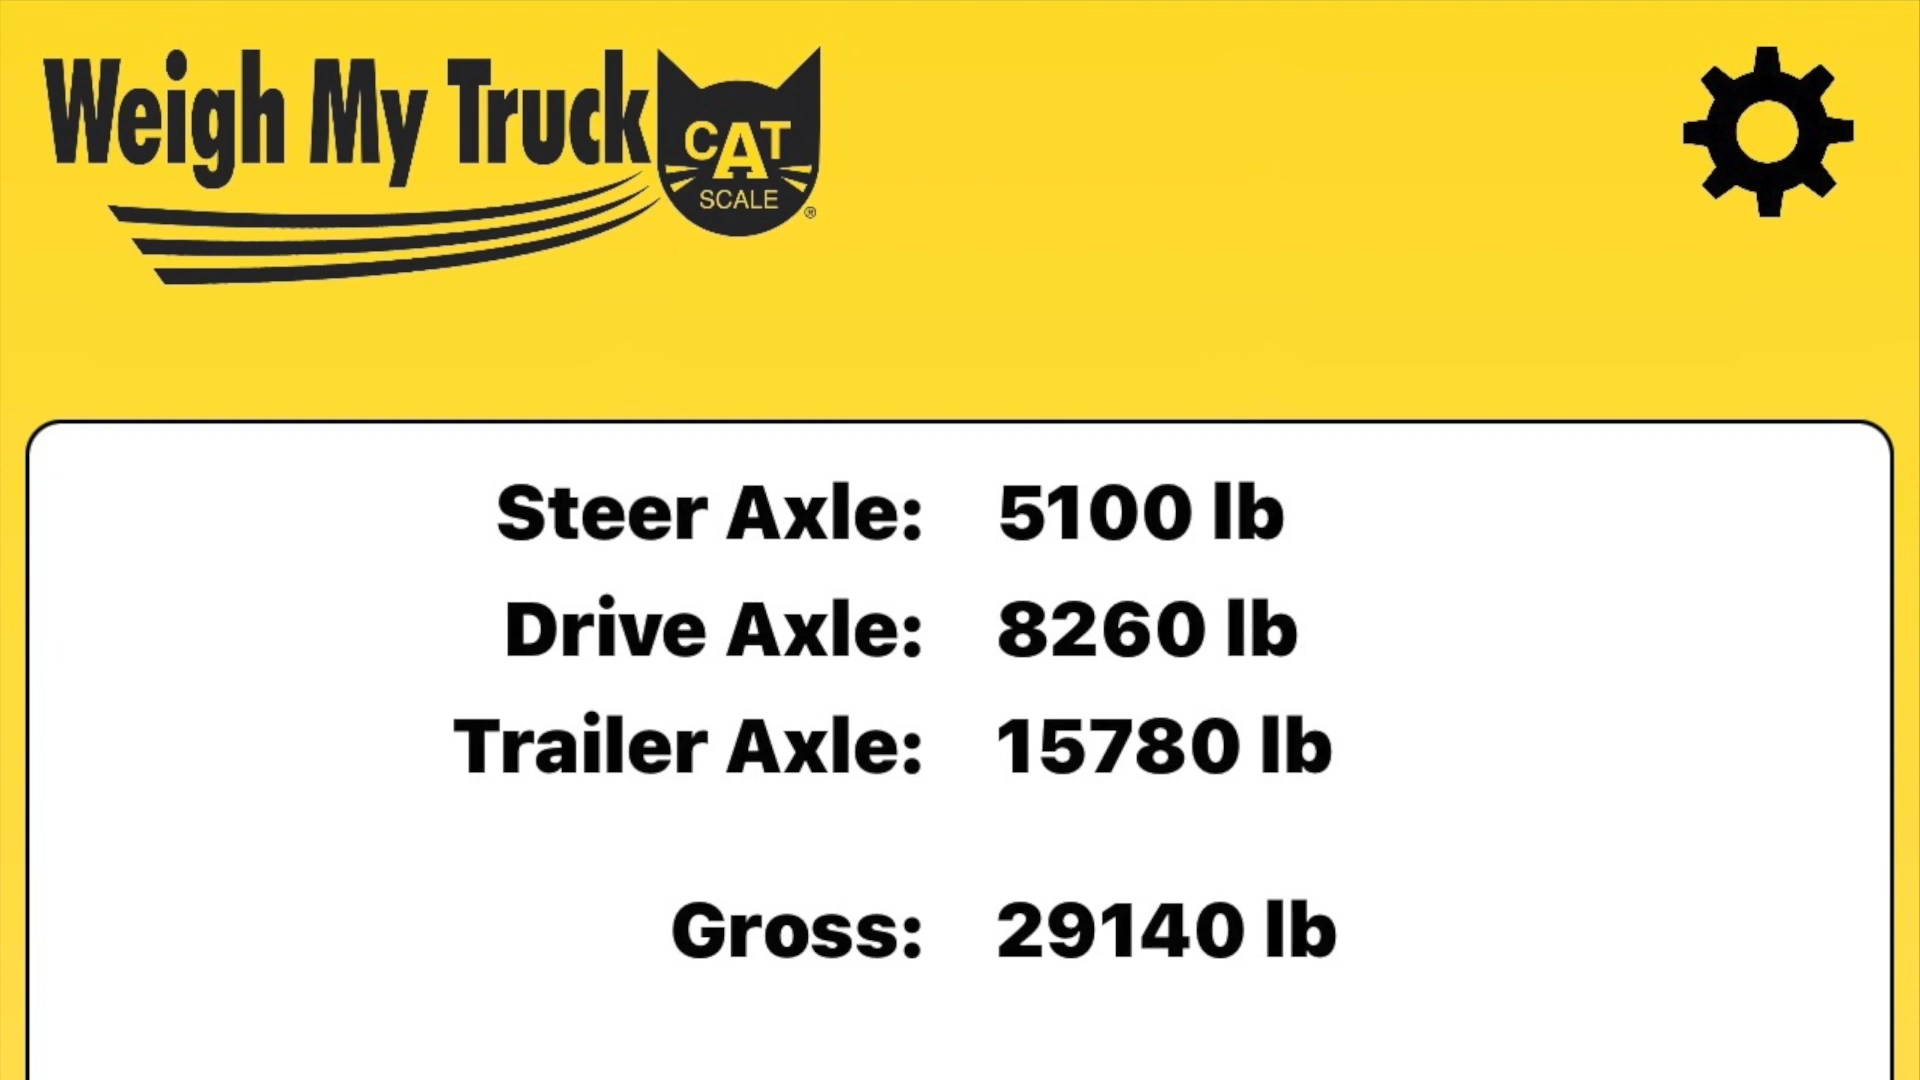 Weigh My Truck
CAT
SCALE
®
Steer Axle: 5100 lb
Drive Axle: 8260 lb
Trailer Axle: 15780 lb
Gross: 29140 lb